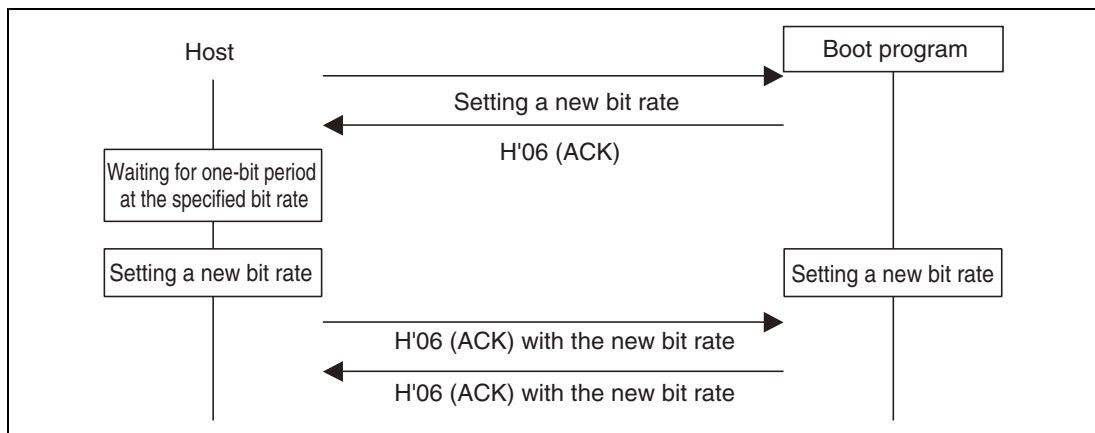 Host
Boot program
Setting a new bit rate
H'06 (ACK)
Waiting for one-bit period
at the specified bit rate
Setting a new bit rate
Setting a new bit rate
H'06 (ACK) with the new bit rate
H'06 (ACK) with the new bit rate